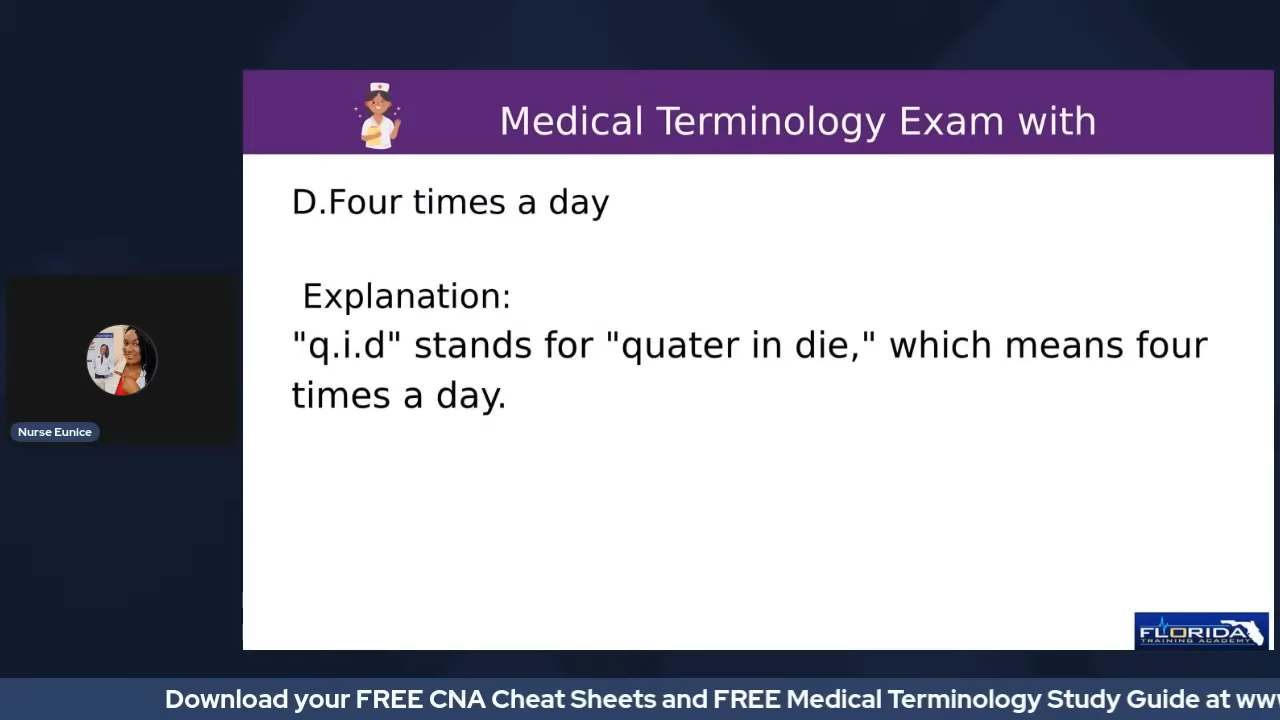 Medical Terminology Exam with
D.Four times a day
Explanation:
"q.i.d" stands for "quater in die," which means four
times a day.
Nurse Eunice
FLORIDA
TRAINING ACADEMY
Download your FREE CNA Cheat Sheets and FREE Medical Terminology Study Guide at ww